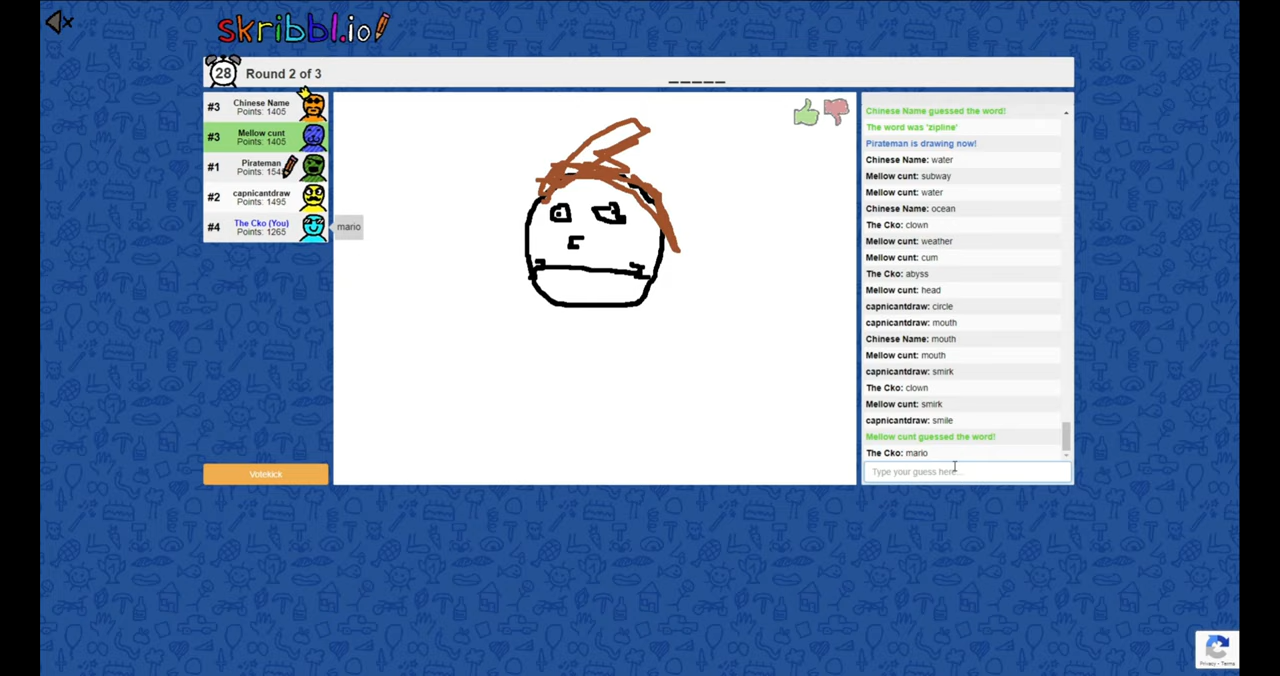 skribbl.io
28
Round 2 of 3
_____
#3 Chinese Name
Points: 1405
#3 Mellow cunt
Points: 1405
#1 Pirateman
#2 capnicantdraw
Points: 1495
#4 The Cko (You)
Points: 1265
mario
Votekick
Chinese Name guessed the word!
The word was 'zipline'
Pirateman is drawing now!
Chinese Name: water
Mellow cunt: subway
Mellow cunt: water
Chinese Name: ocean
The Cko: clown
Mellow cunt: weather
Mellow cunt: cum
The Cko: abyss
Mellow cunt: head
capnicantdraw: circle
capnicantdraw: mouth
Chinese Name: mouth
Mellow cunt: mouth
capnicantdraw: smirk
The Cko: clown
Mellow cunt: smirk
capnicantdraw: smile
Mellow cunt guessed the word!
The Cko: mario
Type your guess here...
Privacy - Terms